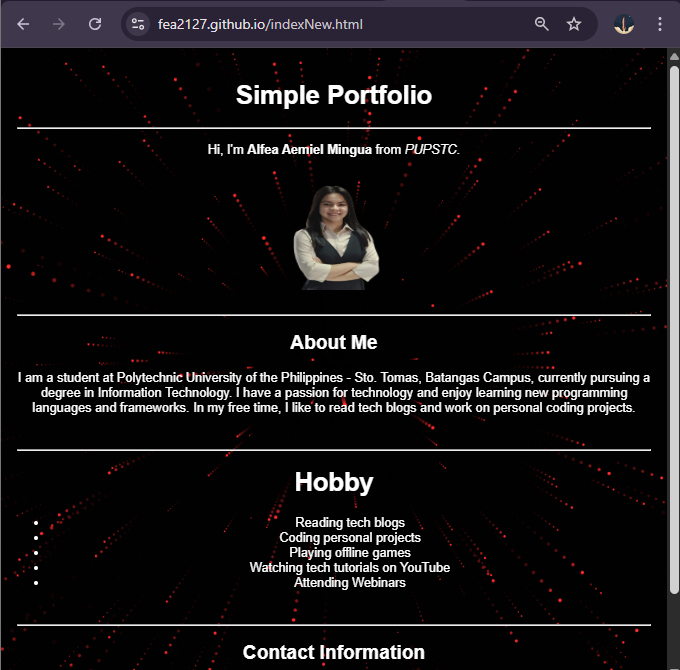 fea2127.github.io/indexNew.html
Simple Portfolio
Hi, I'm Alfea Aemiel Mingua from PUPSTC.
About Me
I am a student at Polytechnic University of the Philippines - Sto. Tomas, Batangas Campus, currently pursuing a
degree in Information Technology. I have a passion for technology and enjoy learning new programming
languages and frameworks. In my free time, I like to read tech blogs and work on personal coding projects.
Hobby
Reading tech blogs
Coding personal projects
Playing offline games
Watching tech tutorials on YouTube
Attending Webinars
Contact Information